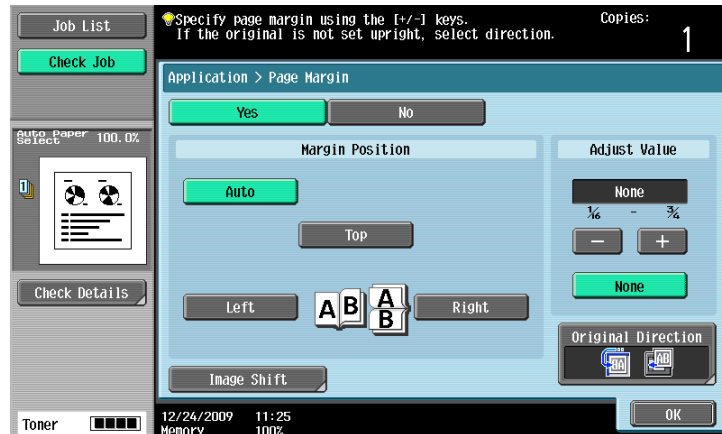 Job List
Check Job
Specify page margin using the [+/-] keys.
If the original is not set upright, select direction.
Copies:
1
Application > Page Margin
Yes
No
Auto Paper
Select
100.0%
1
Margin Position
Auto
Top
Left
A B
A
B
Right
Adjust Value
None
1/16 - 3/4
− +
None
Check Details
Original Direction
AB
AB
Image Shift
OK
Toner
12/24/2009 11:25
Memory 100%